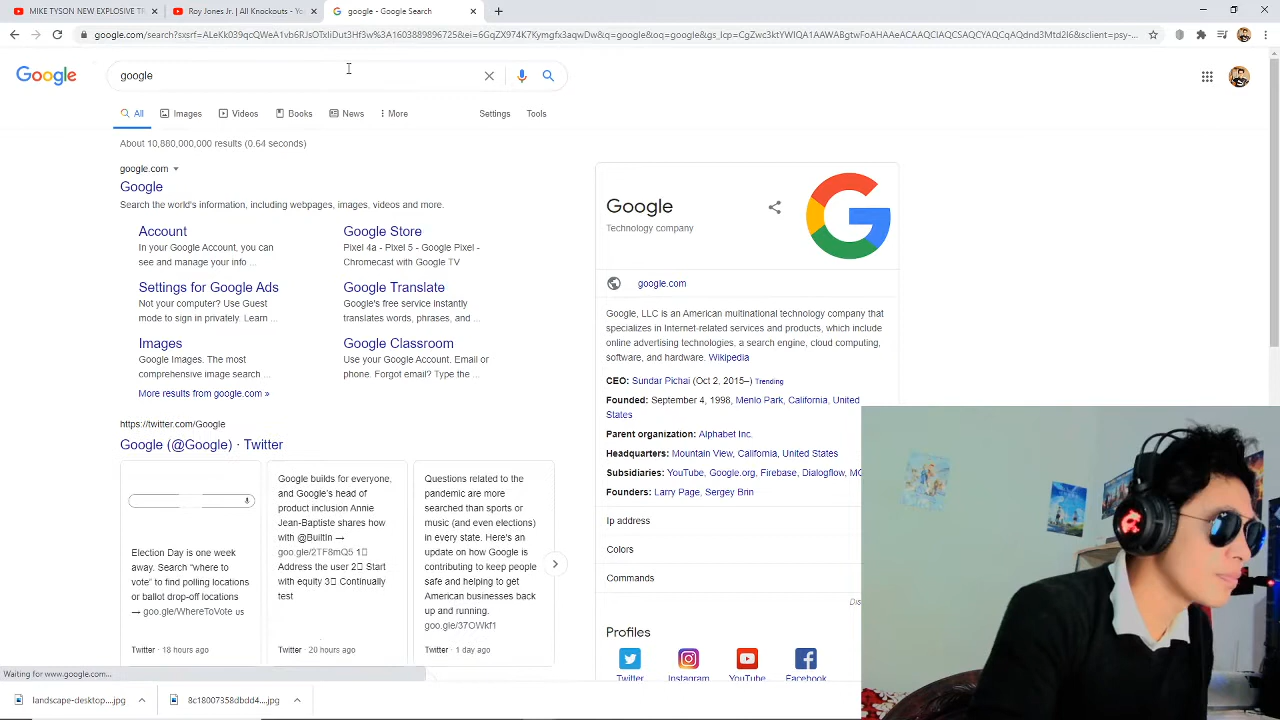 MIKE TYSON NEW EXPLOSIVE TR
Roy Jones Jr. | All Knockouts - You
google - Google Search
google
Google
All
Images
Videos
Books
News
More
Settings
Tools
About 10,880,000,000 results (0.64 seconds)
google.com
Google
Search the world's information, including webpages, images, videos and more.
Account
In your Google Account, you can
see and manage your info ...
Google Store
Pixel 4a - Pixel 5 - Google Pixel -
Chromecast with Google TV
Settings for Google Ads
Not your computer? Use Guest
mode to sign in privately. Learn ...
Google Translate
Google's free service instantly
translates words, phrases, and ...
Images
Google Images. The most
comprehensive image search ...
Google Classroom
Use your Google Account. Email or
phone. Forgot email? Type the ...
More results from google.com »
https://twitter.com/Google
Google (@Google) · Twitter
Election Day is one week
away. Search "where to
vote" to find polling locations
or ballot drop-off locations
→ goo.gle/WhereToVote us
Twitter · 18 hours ago
Google builds for everyone,
and Google's head of
product inclusion Annie
Jean-Baptiste shares how
with @BuiltIn →
goo.gle/2TF8mQ5 1
Address the user 2 Start
with equity 3 Continually
test
Twitter · 20 hours ago
Questions related to the
pandemic are more
searched than sports or
music (and even elections)
in every state. Here's an
update on how Google is
contributing to keep people
safe and helping to get
American businesses back
up and running.
goo.gle/37OWkf1
Twitter · 1 day ago
Google
Technology company
google.com
Google, LLC is an American multinational technology company that
specializes in Internet-related services and products, which include
online advertising technologies, a search engine, cloud computing,
software, and hardware. Wikipedia
CEO: Sundar Pichai (Oct 2, 2015–) Trending
Founded: September 4, 1998, Menlo Park, California, United
States
Parent organization: Alphabet Inc.
Headquarters: Mountain View, California, United States
Subsidiaries: YouTube, Google.org, Firebase, Dialogflow, MO
Founders: Larry Page, Sergey Brin
Ip address
Colors
Commands
Dis
Profiles
Twitter
Instagram
YouTube
Facebook
Waiting for www.google.com...
landscape-desktop....jpg
8c18007358dbdd4....jpg